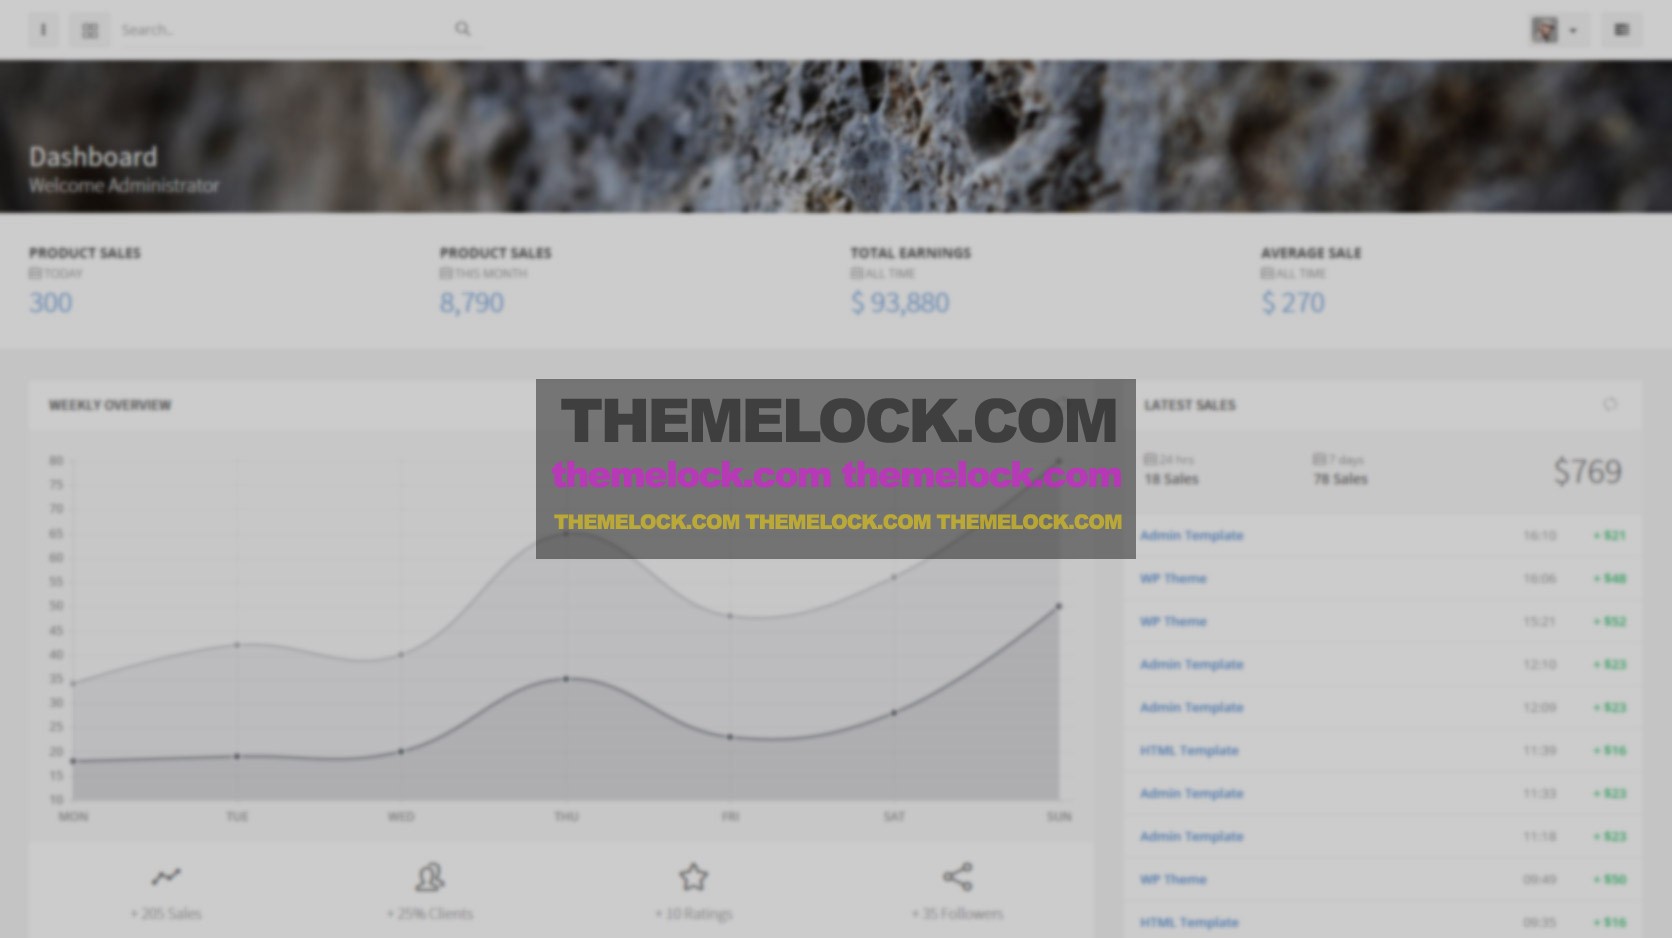 Search..
Dashboard
Welcome Administrator
PRODUCT SALES
TODAY
300
PRODUCT SALES
THIS MONTH
8,790
TOTAL EARNINGS
ALL TIME
$ 93,880
AVERAGE SALE
ALL TIME
$ 270
WEEKLY OVERVIEW
THEMELOCK.COM
themelock.com themelock.com
THEMELOCK.COM THEMELOCK.COM THEMELOCK.COM
80
75
70
65
60
55
50
45
40
35
30
25
20
15
10
MON TUE WED THU FRI SAT SUN
+ 205 Sales
+ 25% Clients
+ 10 Ratings
+ 35 Followers
LATEST SALES
24 hrs
18 Sales
7 days
78 Sales
$769
Admin Template 16:10 + $21
WP Theme 16:06 + $48
WP Theme 15:21 + $52
Admin Template 12:10 + $23
Admin Template 12:09 + $23
HTML Template 11:39 + $16
Admin Template 11:33 + $23
Admin Template 11:18 + $23
WP Theme 09:49 + $50
HTML Template 09:35 + $16